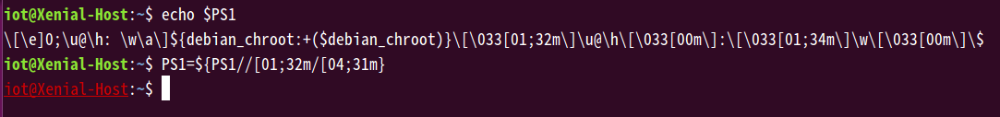 iot@Xenial-Host:~$ echo $PS1
\[\e]0;\u@\h: \w\a\]${debian_chroot:+($debian_chroot)}\[\033[01;32m\]\u@\h\[\033[00m\]:\[\033[01;34m\]\w\[\033[00m\]\$
iot@Xenial-Host:~$ PS1=${PS1//[01;32m/[04;31m}
iot@Xenial-Host:~$